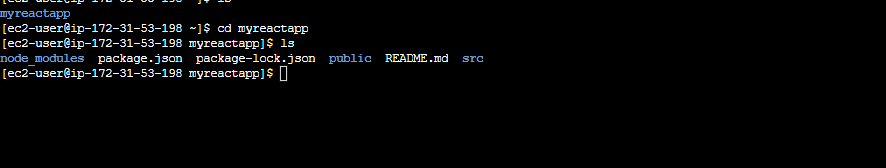 myreactapp
[ec2-user@ip-172-31-53-198 ~]$ cd myreactapp
[ec2-user@ip-172-31-53-198 myreactapp]$ ls
node_modules  package.json  package-lock.json  public  README.md  src
[ec2-user@ip-172-31-53-198 myreactapp]$